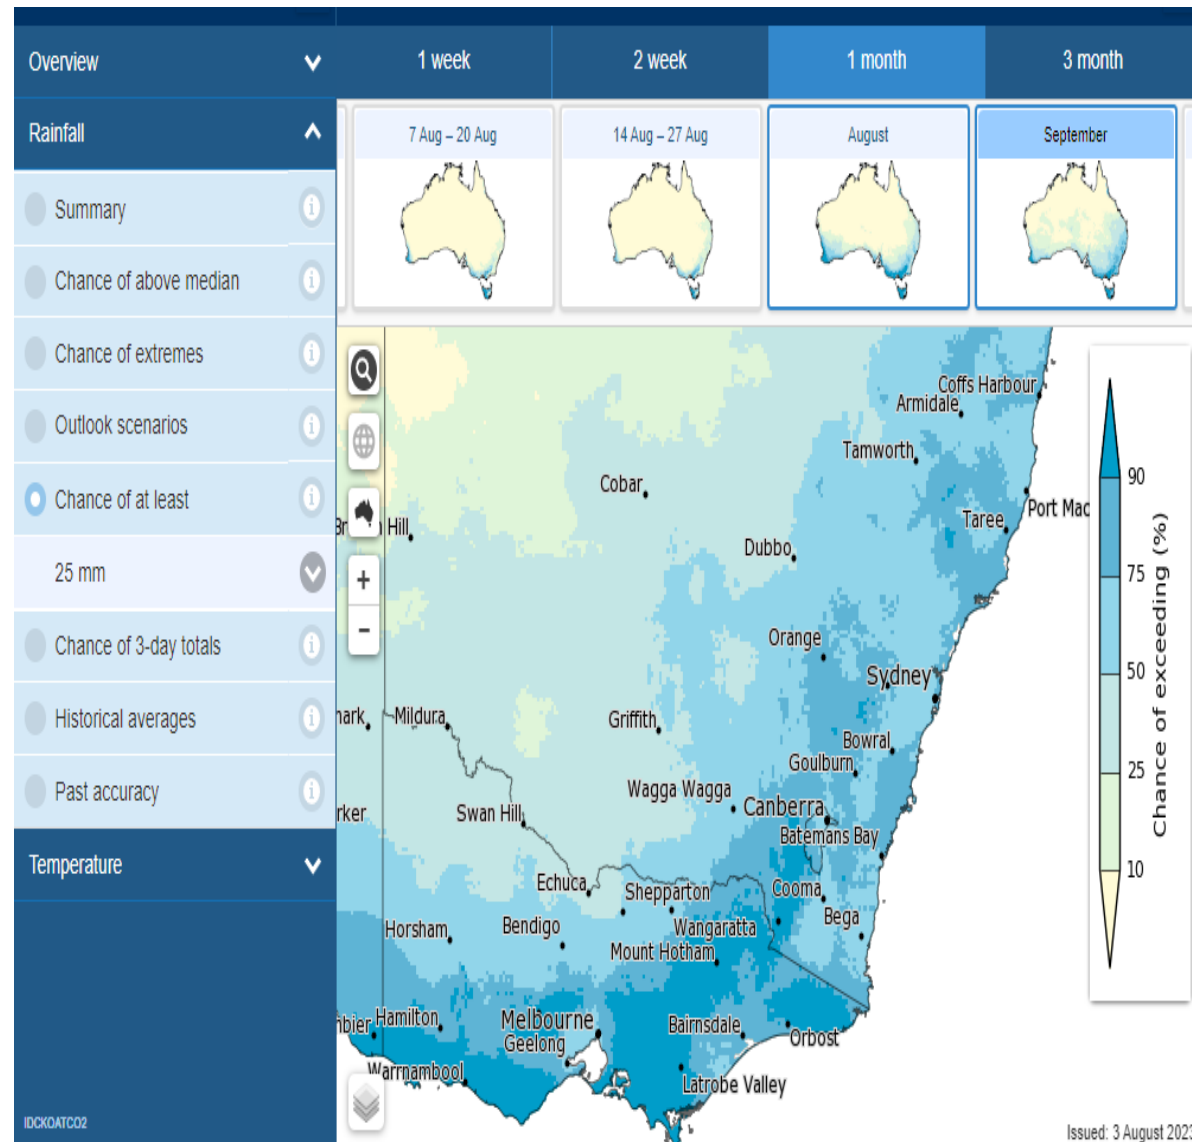 Overview
1 week
2 week
1 month
3 month
Rainfall
7 Aug – 20 Aug
14 Aug – 27 Aug
August
September
Summary
Chance of above median
Chance of extremes
Outlook scenarios
Chance of at least
25 mm
Chance of 3-day totals
Historical averages
Past accuracy
Temperature
IDCKOATCO2
Coffs Harbour
Armidale
Tamworth
Cobar
Port Mac
Taree
Hill
Dubbo
Orange
Sydney
Mildura
Griffith
Bowral
Goulburn
Wagga Wagga
Canberra
Swan Hill
Batemans Bay
Echuca
Shepparton
Cooma
Bega
Horsham
Bendigo
Wangaratta
Mount Hotham
Hamilton
Melbourne
Geelong
Bairnsdale
Orbost
Warrnambool
Latrobe Valley
90
75
50
25
10
Chance of exceeding (%)
+
−
Issued: 3 August 2023